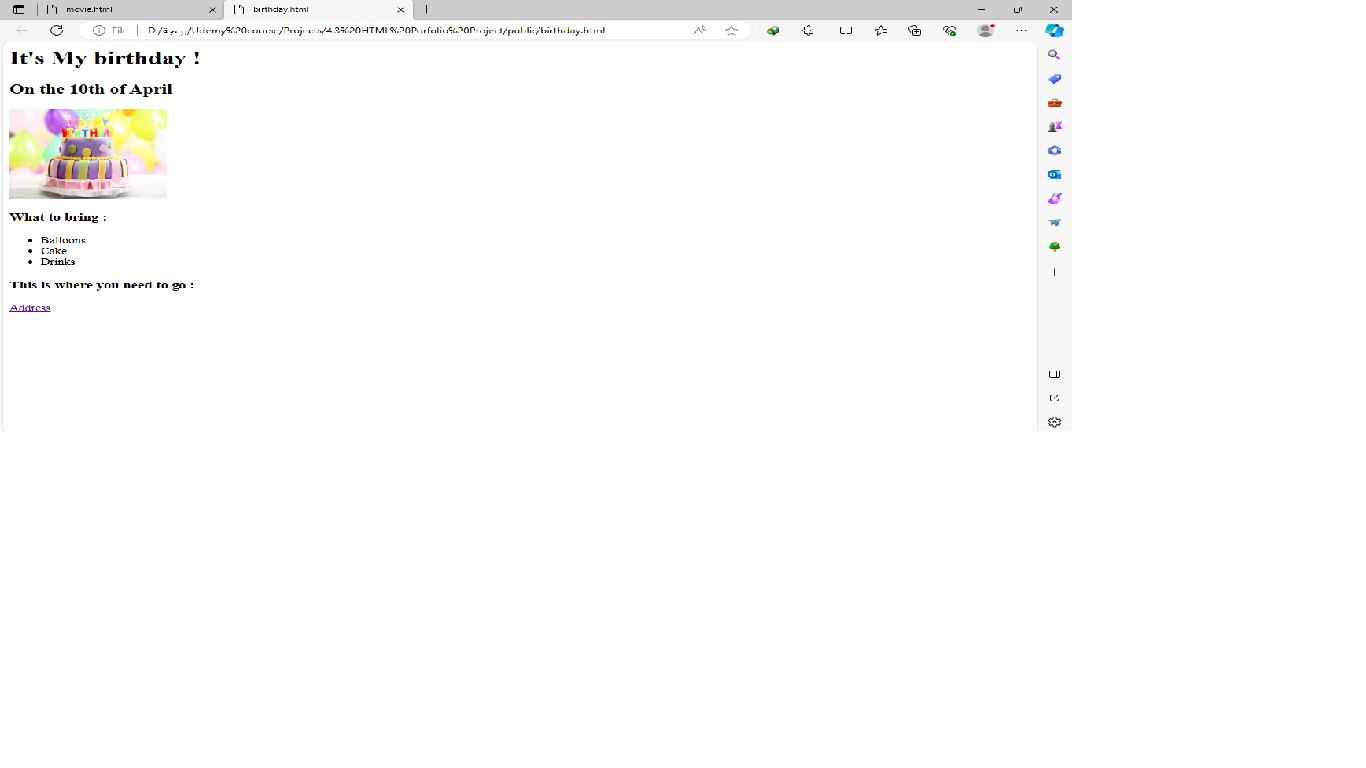 movie.html
birthday.html
File
Udemy%20course/Projects/4.3%20HTML%20Porfolio%20Project/public/birthday.html
It's My birthday !
On the 10th of April
HAPPY
BIRTHDAY
What to bring :
Balloons
Cake
Drinks
This is where you need to go :
Address